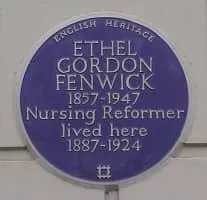 ENGLISH HERITAGE
ETHEL
GORDON
FENWICK
1857-1947
Nursing Reformer
lived here
1887-1924